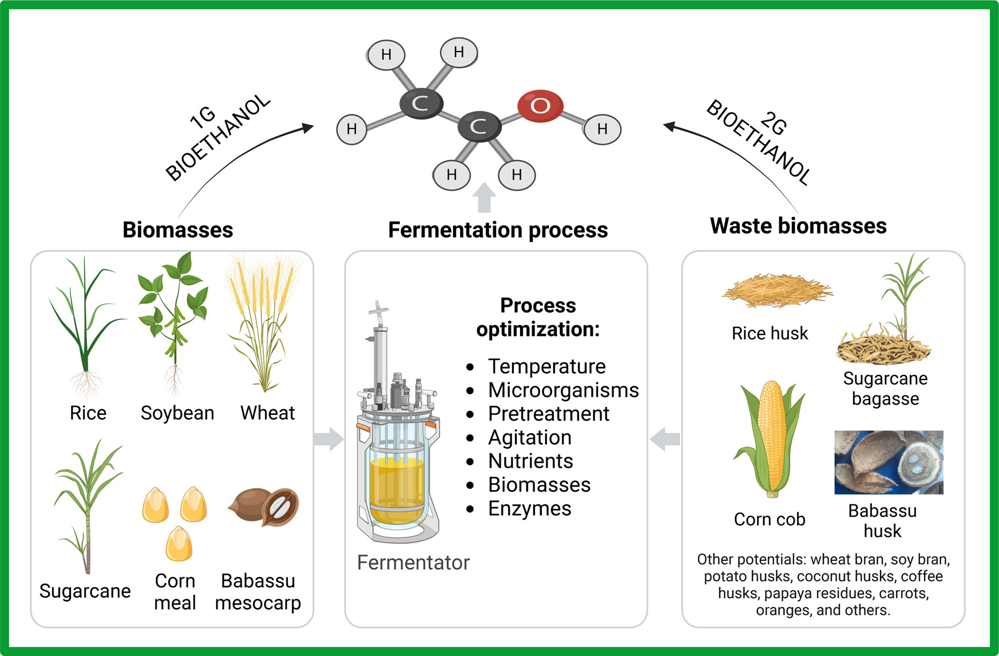 H
H
C
O
H
C
H
H
H
1G
BIOETHANOL
2G
BIOETHANOL
Biomasses
Fermentation process
Waste biomasses
Rice
Soybean
Wheat
Sugarcane
Corn
meal
Babassu
mesocarp
Process
optimization:
• Temperature
• Microorganisms
• Pretreatment
• Agitation
• Nutrients
• Biomasses
• Enzymes
Fermentator
Rice husk
Sugarcane
bagasse
Corn cob
Babassu
husk
Other potentials: wheat bran, soy bran,
potato husks, coconut husks, coffee
husks, papaya residues, carrots,
oranges, and others.